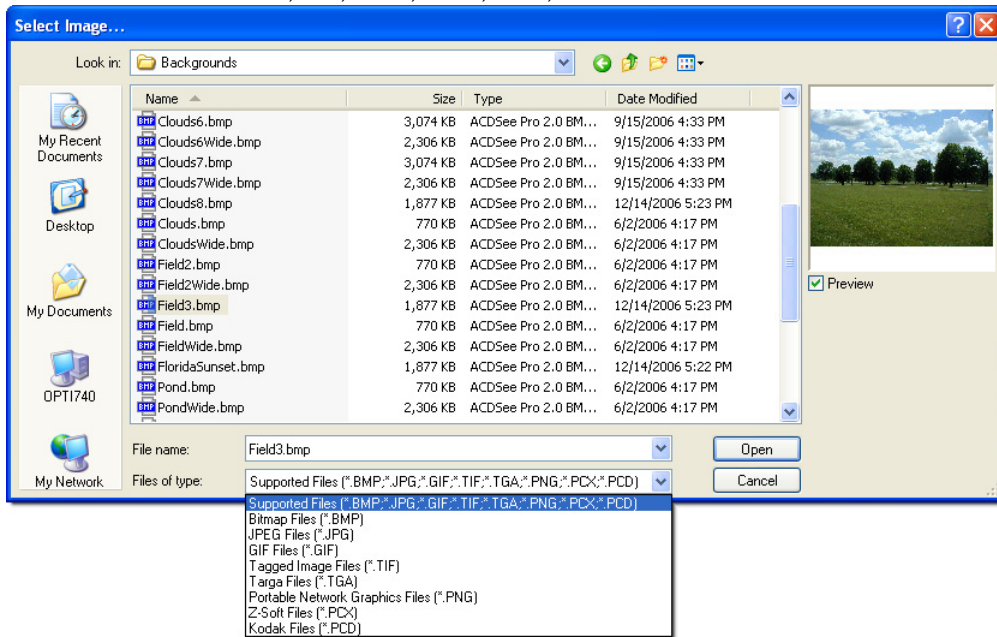 Select Image...
Look in: Backgrounds
Name Size Type Date Modified
Clouds6.bmp 3,074 KB ACDSee Pro 2.0 BM... 9/15/2006 4:33 PM
Clouds6Wide.bmp 2,306 KB ACDSee Pro 2.0 BM... 9/15/2006 4:33 PM
Clouds7.bmp 3,074 KB ACDSee Pro 2.0 BM... 9/15/2006 4:33 PM
Clouds7Wide.bmp 2,306 KB ACDSee Pro 2.0 BM... 9/15/2006 4:33 PM
Clouds8.bmp 1,877 KB ACDSee Pro 2.0 BM... 12/14/2006 5:23 PM
Clouds.bmp 770 KB ACDSee Pro 2.0 BM... 6/2/2006 4:17 PM
CloudsWide.bmp 2,306 KB ACDSee Pro 2.0 BM... 6/2/2006 4:17 PM
Field2.bmp 770 KB ACDSee Pro 2.0 BM... 6/2/2006 4:17 PM
Field2Wide.bmp 2,306 KB ACDSee Pro 2.0 BM... 6/2/2006 4:17 PM
Field3.bmp 1,877 KB ACDSee Pro 2.0 BM... 12/14/2006 5:23 PM
Field.bmp 770 KB ACDSee Pro 2.0 BM... 6/2/2006 4:17 PM
FieldWide.bmp 2,306 KB ACDSee Pro 2.0 BM... 6/2/2006 4:17 PM
FloridaSunset.bmp 1,877 KB ACDSee Pro 2.0 BM... 12/14/2006 5:22 PM
Pond.bmp 770 KB ACDSee Pro 2.0 BM... 6/2/2006 4:17 PM
PondWide.bmp 2,306 KB ACDSee Pro 2.0 BM... 6/2/2006 4:17 PM
My Recent
Documents
Desktop
My Documents
OPTI740
My Network
Preview
File name: Field3.bmp Open
Files of type: Supported Files (*.BMP;*.JPG;*.GIF;*.TIF;*.TGA;*.PNG;*.PCX;*.PCD) Cancel
Supported Files (*.BMP;*.JPG;*.GIF;*.TIF;*.TGA;*.PNG;*.PCX;*.PCD)
Bitmap Files (*.BMP)
JPEG Files (*.JPG)
GIF Files (*.GIF)
Tagged Image Files (*.TIF)
Targa Files (*.TGA)
Portable Network Graphics Files (*.PNG)
Z-Soft Files (*.PCX)
Kodak Files (*.PCD)